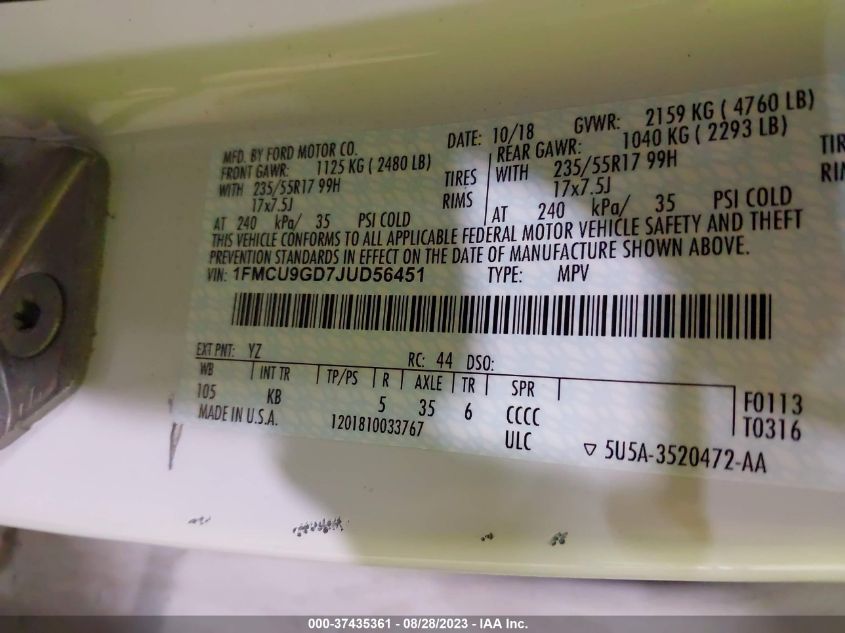 MFD. BY FORD MOTOR CO.
DATE: 10/18 GVWR: 2159 KG ( 4760 LB)
FRONT GAWR: 1125 KG ( 2480 LB)
REAR GAWR: 1040 KG ( 2293 LB)
WITH 235/55R17 99H TIRES
WITH 235/55R17 99H
17x7.5J RIMS
17x7.5J
AT 240 kPa/ 35 PSI COLD
AT 240 kPa/ 35 PSI COLD
THIS VEHICLE CONFORMS TO ALL APPLICABLE FEDERAL MOTOR VEHICLE SAFETY AND THEFT
PREVENTION STANDARDS IN EFFECT ON THE DATE OF MANUFACTURE SHOWN ABOVE.
VIN: 1FMCU9GD7JUD56451 TYPE: MPV
EXT PNT: YZ RC: 44 DSO:
WB INT TR TP/PS R AXLE TR SPR
105 KB 5 35 6 CCCC
F0113
T0316
MADE IN U.S.A. 1201810033767 ULC
5U5A-3520472-AA
000-37435361 - 08/28/2023 - IAA Inc.